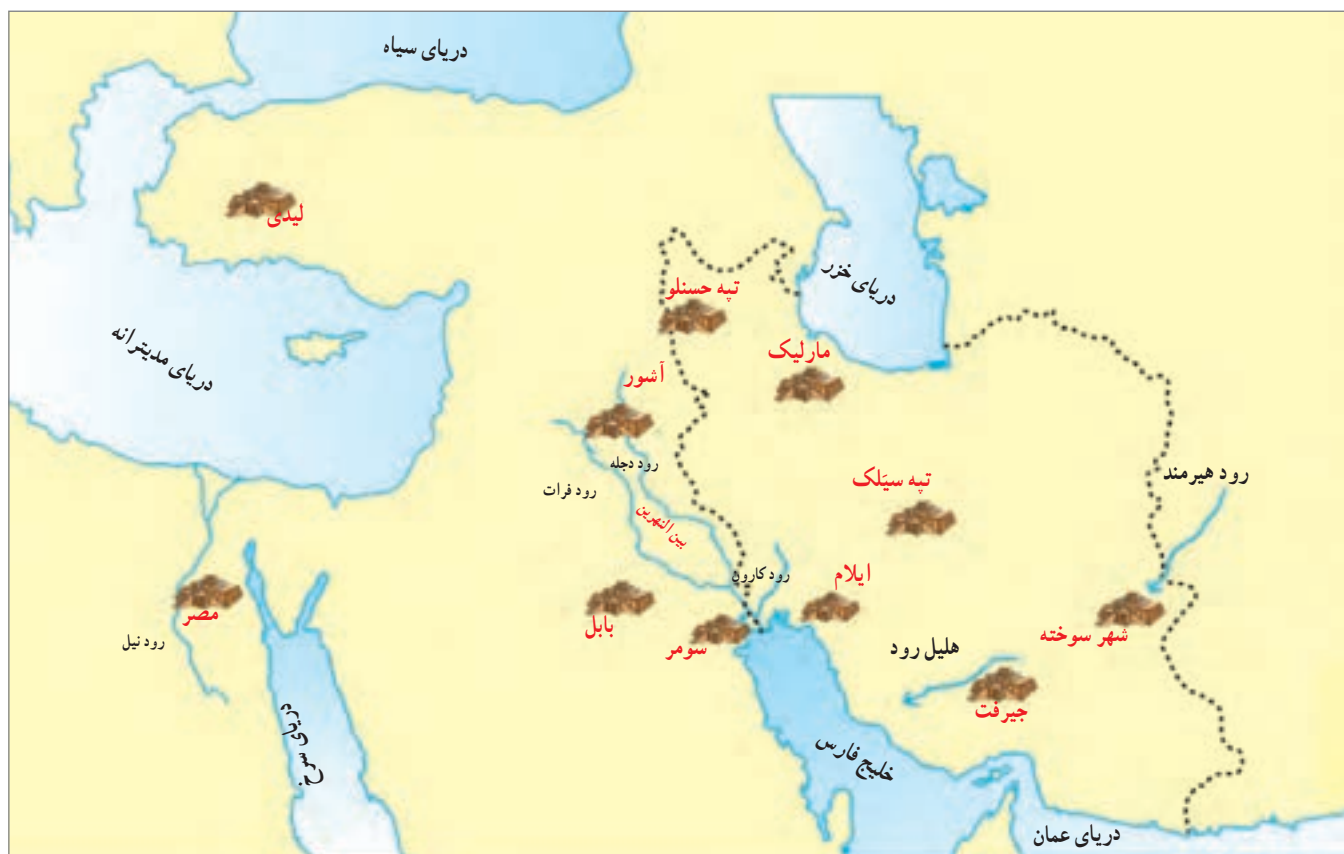 دریای سیاه
لیدی
دریای خزر
تپه حسنلو
دریای مدیترانه
مارلیک
آشور
رود دجله
رود هیرمند
تپه سیَلک
رود فرات
بین النهرین
رود کارون
ایلام
مصر
بابل
شهر سوخته
رود نیل
سومر
هلیل رود
جیرفت
دریای سرخ
خلیج فارس
دریای عمان